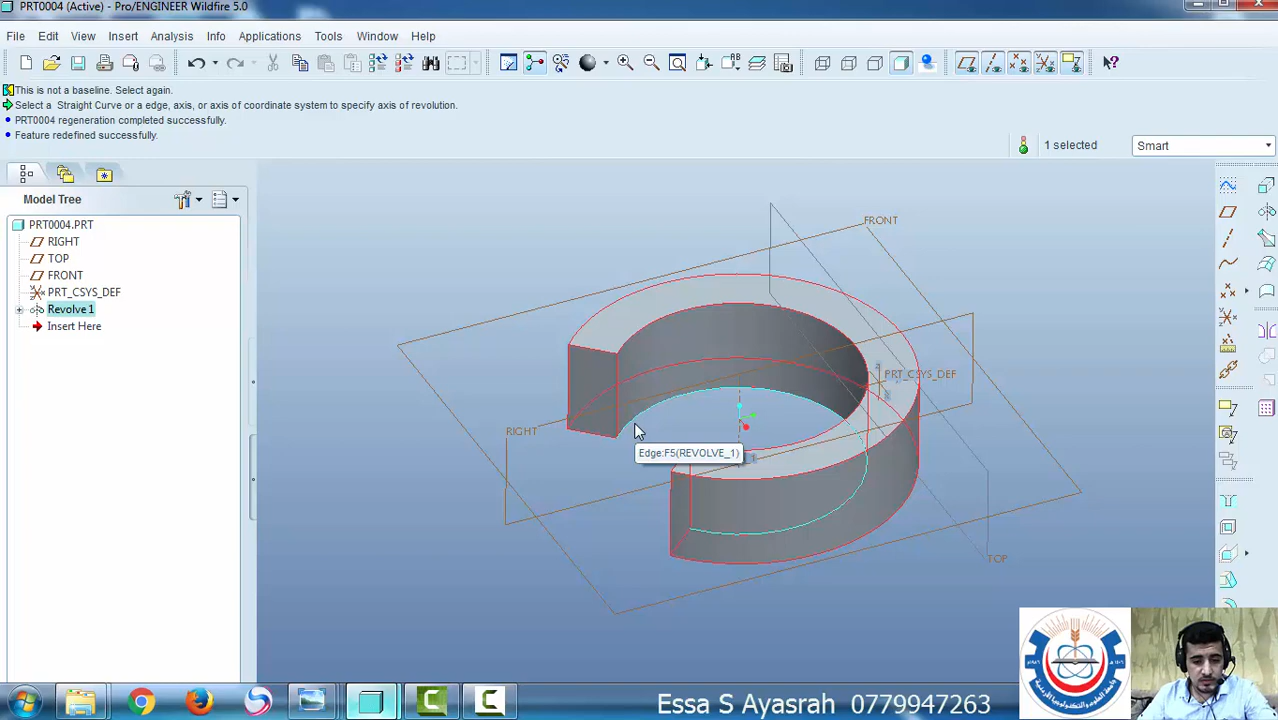 PRT0004 (Active) - Pro/ENGINEER Wildfire 5.0
File Edit View Insert Analysis Info Applications Tools Window Help
This is not a baseline. Select again.
Select a Straight Curve or a edge, axis, or axis of coordinate system to specify axis of revolution.
PRT0004 regeneration completed successfully.
Feature redefined successfully.
1 selected
Smart
Model Tree
PRT0004.PRT
RIGHT
TOP
FRONT
PRT_CSYS_DEF
Revolve 1
Insert Here
FRONT
PRT_CSYS_DEF
RIGHT
Edge:F5(REVOLVE_1)
TOP
Essa S Ayasrah 0779947263